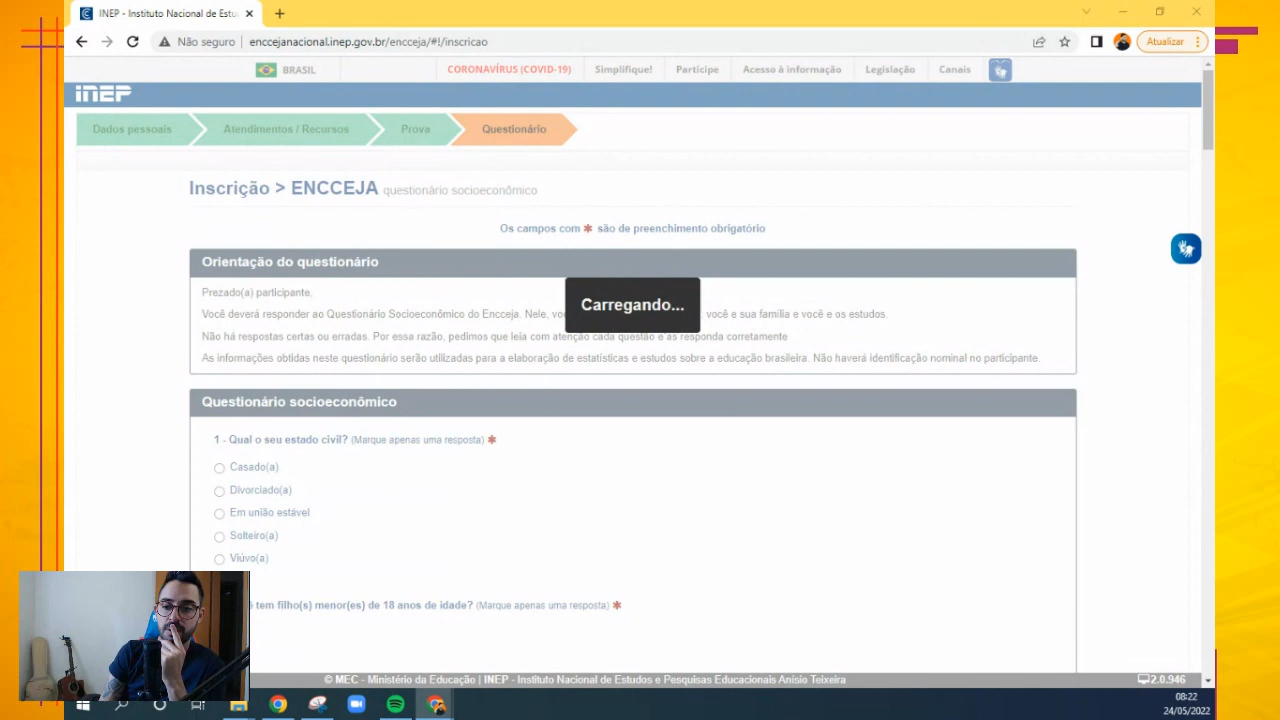 INEP - Instituto Nacional de Estu
Não seguro
enccejanacional.inep.gov.br/encceja/#!/inscricao
Atualizar
BRASIL
CORONAVÍRUS (COVID-19)
Simplifique!
Participe
Acesso à informação
Legislação
Canais
inep
Dados pessoais
Atendimentos / Recursos
Prova
Questionário
Inscrição > ENCCEJA questionário socioeconômico
Os campos com * são de preenchimento obrigatório
Orientação do questionário
Prezado(a) participante,
Você deverá responder ao Questionário Socioeconômico do Encceja. Nele, você e sua família e você e os estudos.
Carregando...
Não há respostas certas ou erradas. Por essa razão, pedimos que leia com atenção cada questão e as responda corretamente
As informações obtidas neste questionário serão utilizadas para a elaboração de estatísticas e estudos sobre a educação brasileira. Não haverá identificação nominal no participante.
Questionário socioeconômico
1 - Qual o seu estado civil? (Marque apenas uma resposta) *
Casado(a)
Divorciado(a)
Em união estável
Solteiro(a)
Viúvo(a)
tem filho(s) menor(es) de 18 anos de idade? (Marque apenas uma resposta) *
© MEC - Ministério da Educação | INEP - Instituto Nacional de Estudos e Pesquisas Educacionais Anísio Teixeira
2.0.946
08:22
24/05/2022